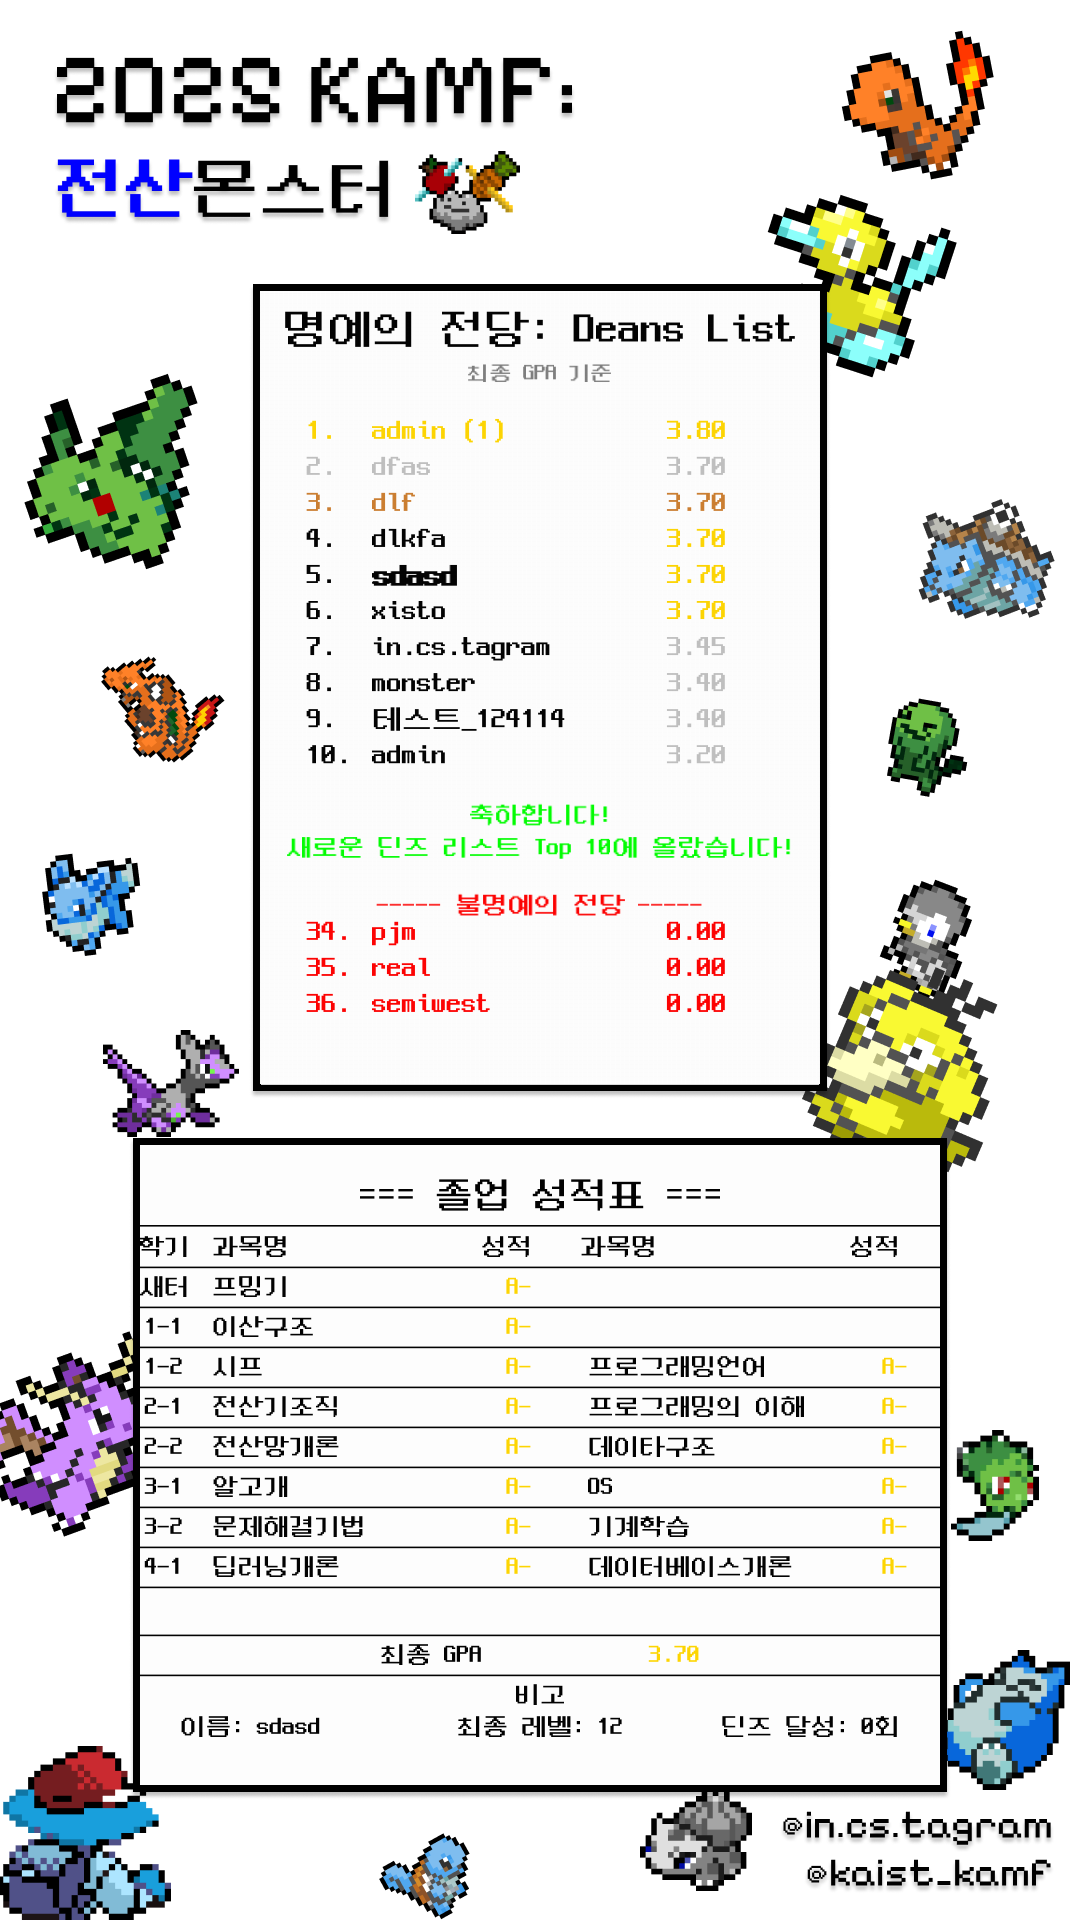 2025 KAMF:
전산몬스터
명예의 전당: Deans List
최종 GPA 기준
1. admin (1) 3.80
2. dfas 3.70
3. dlf 3.70
4. dlkfa 3.70
5. sdasd 3.70
6. xisto 3.70
7. in.cs.tagram 3.45
8. monster 3.40
9. 테스트_124114 3.40
10. admin 3.20
축하합니다!
새로운 딘즈 리스트 Top 10에 올랐습니다!
----- 불명예의 전당 -----
34. pjm 0.00
35. real 0.00
36. semiwest 0.00
=== 졸업 성적표 ===
학기 과목명 성적 과목명 성적
새터 프밍기 A-
1-1 이산구조 A-
1-2 시프 A- 프로그래밍언어 A-
2-1 전산기조직 A- 프로그래밍의 이해 A-
2-2 전산망개론 A- 데이타구조 A-
3-1 알고개 A- OS A-
3-2 문제해결기법 A- 기계학습 A-
4-1 딥러닝개론 A- 데이터베이스개론 A-
최종 GPA 3.70
비고
이름: sdasd 최종 레벨: 12 딘즈 달성: 0회
@in.cs.tagram
@kaist_kamf